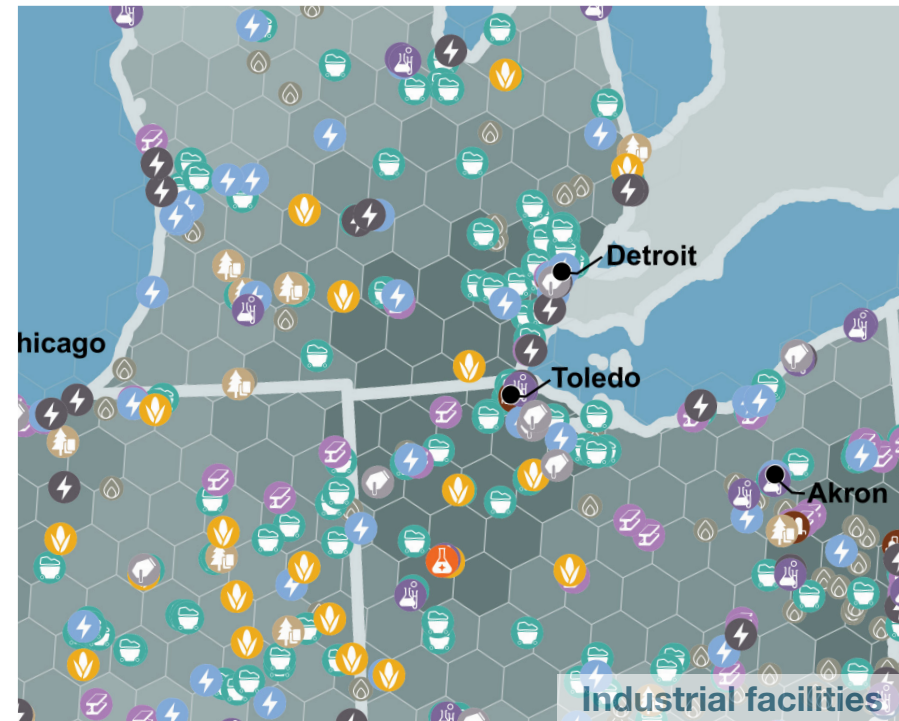 Detroit
hicago
Toledo
Akron
Industrial facilities